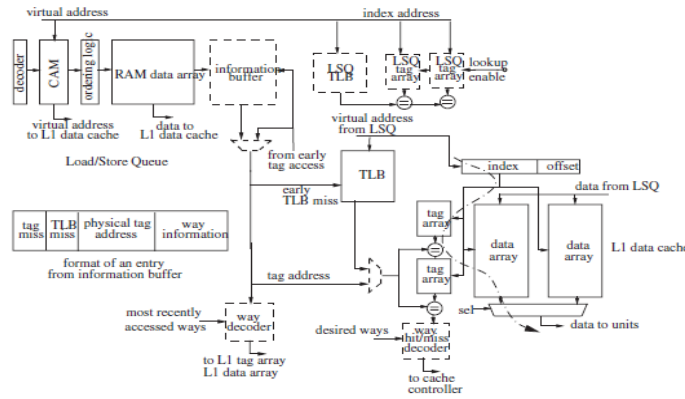 virtual address
index address
decoder
CAM
ordering logic
RAM data array
information
buffer
LSQ
TLB
LSQ
tag
array
LSQ
tag
array
lookup
enable
virtual address
to L1 data cache
data to
L1 data cache
Load/Store Queue
from early
tag access
virtual address
from LSQ
early
TLB miss
TLB
index
offset
data from LSQ
tag
array
tag
array
data
array
data
array
L1 data cache
tag
miss
TLB
miss
physical tag
address
way
information
format of an entry
from information buffer
tag address
most recently
accessed ways
way
decoder
to L1 tag array
L1 data array
desired ways
way
hit/miss
decoder
to cache
controller
sel
data to units